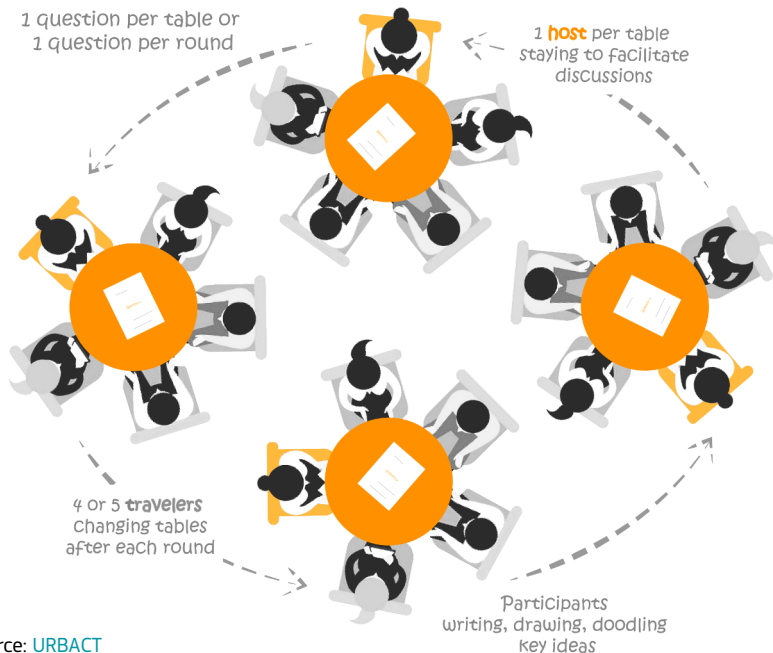 1 question per table or
1 question per round
1 host per table
staying to facilitate
discussions
4 or 5 travelers
changing tables
after each round
Participants
writing, drawing, doodling
key ideas
rce: URBACT